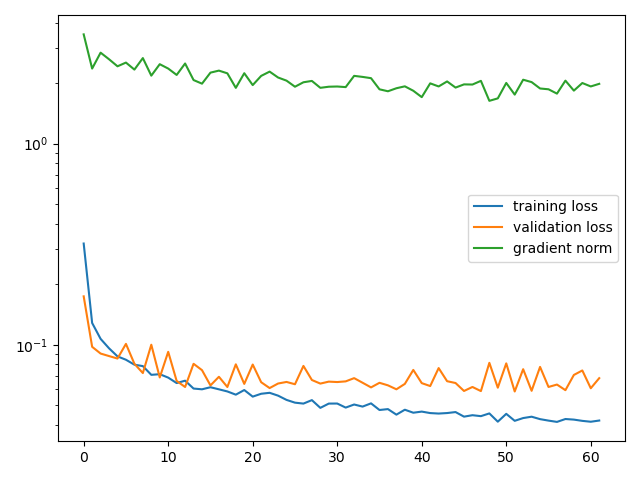 10⁰
10⁻¹
training loss
validation loss
gradient norm
0 10 20 30 40 50 60